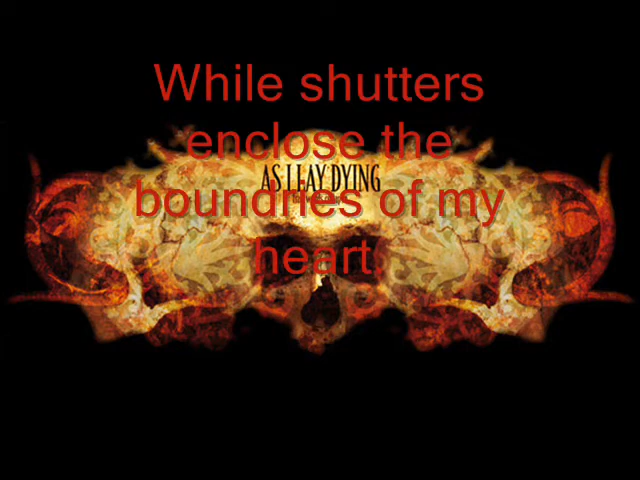 While shutters
enclose the
AS I LAY DYING
boundries of my
heart.